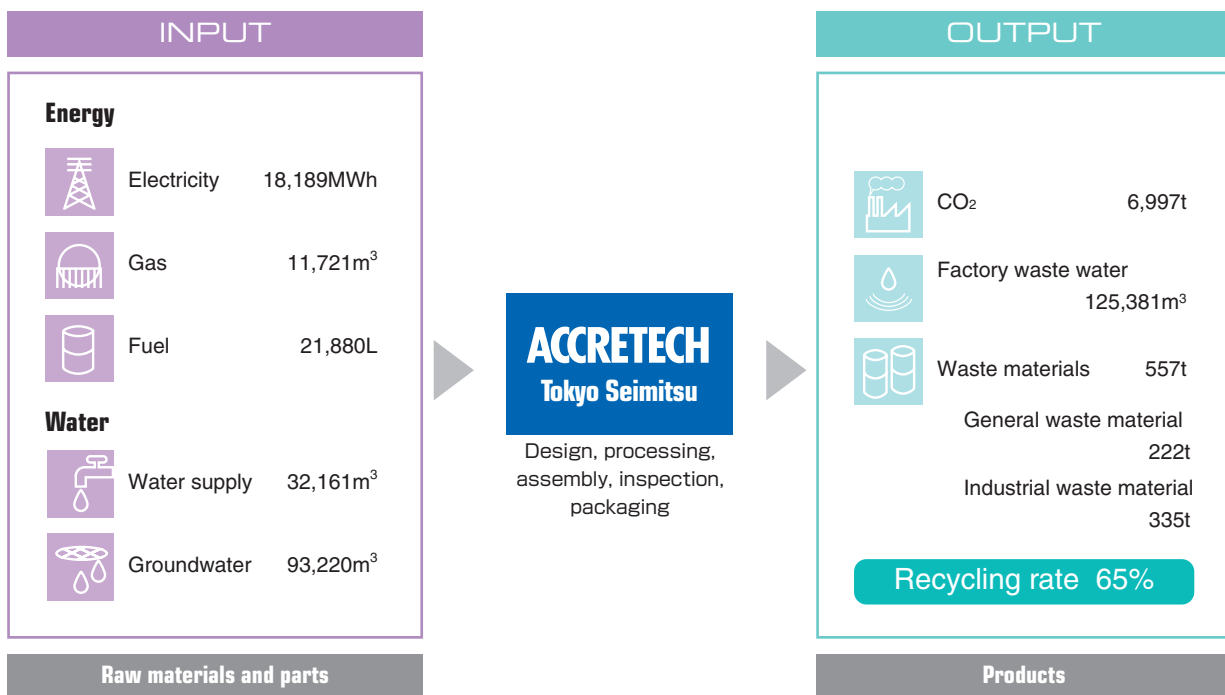 INPUT
Energy
Electricity 18,189MWh
Gas 11,721m³
Fuel 21,880L
Water
Water supply 32,161m³
Groundwater 93,220m³
Raw materials and parts
ACCRETECH
Tokyo Seimitsu
Design, processing,
assembly, inspection,
packaging
OUTPUT
CO₂ 6,997t
Factory waste water
125,381m³
Waste materials 557t
General waste material
222t
Industrial waste material
335t
Recycling rate 65%
Products